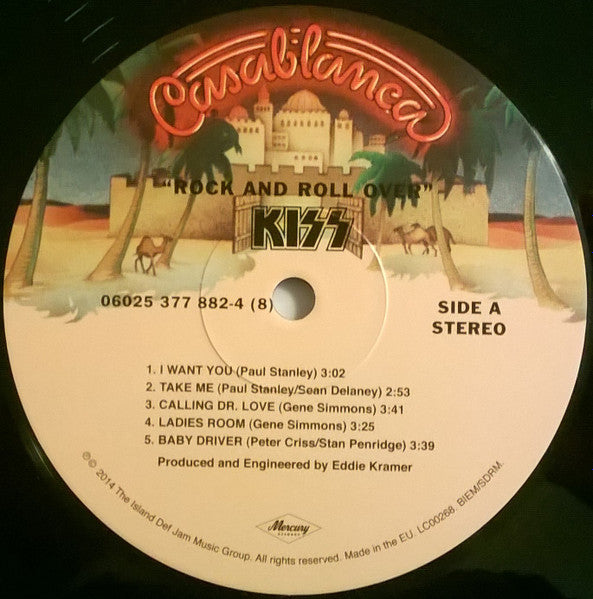 Casablanca
"ROCK AND ROLL OVER"
KISS
06025 377 882-4 (8)
SIDE A
STEREO
1. I WANT YOU (Paul Stanley) 3:02
2. TAKE ME (Paul Stanley/Sean Delaney) 2:53
3. CALLING DR. LOVE (Gene Simmons) 3:41
4. LADIES ROOM (Gene Simmons) 3:25
5. BABY DRIVER (Peter Criss/Stan Penridge) 3:39
Produced and Engineered by Eddie Kramer
Mercury
RECORDS
℗© 2014 The Island Def Jam Music Group. All rights reserved. Made in the EU. LC00268. BIEM/SDRM.